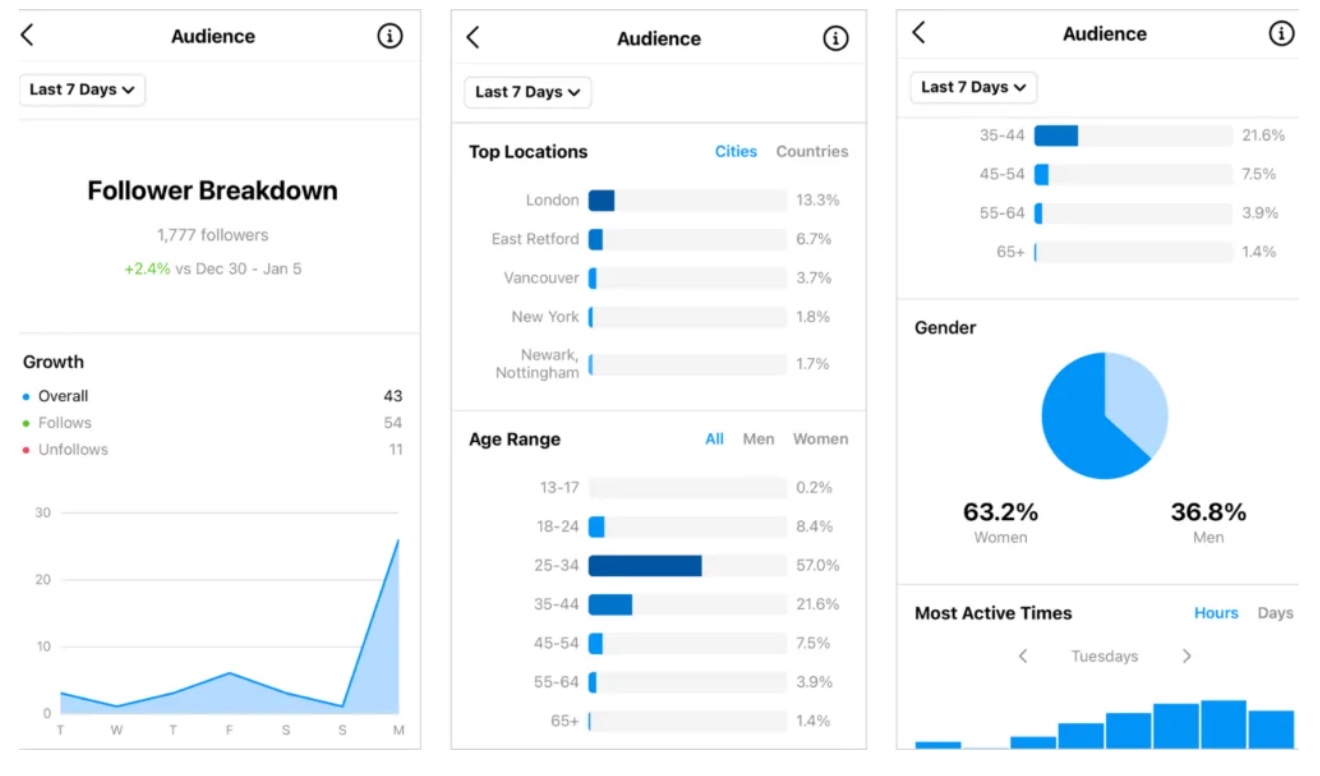 Audience
Last 7 Days
Follower Breakdown
1,777 followers
+2.4% vs Dec 30 - Jan 5
Growth
Overall 43
Follows 54
Unfollows 11
30
20
10
0
T W T F S S M
Audience
Last 7 Days
Top Locations Cities Countries
London 13.3%
East Retford 6.7%
Vancouver 3.7%
New York 1.8%
Newark,
Nottingham 1.7%
Age Range All Men Women
13-17 0.2%
18-24 8.4%
25-34 57.0%
35-44 21.6%
45-54 7.5%
55-64 3.9%
65+ 1.4%
Audience
Last 7 Days
35-44 21.6%
45-54 7.5%
55-64 3.9%
65+ 1.4%
Gender
63.2% 36.8%
Women Men
Most Active Times Hours Days
Tuesdays